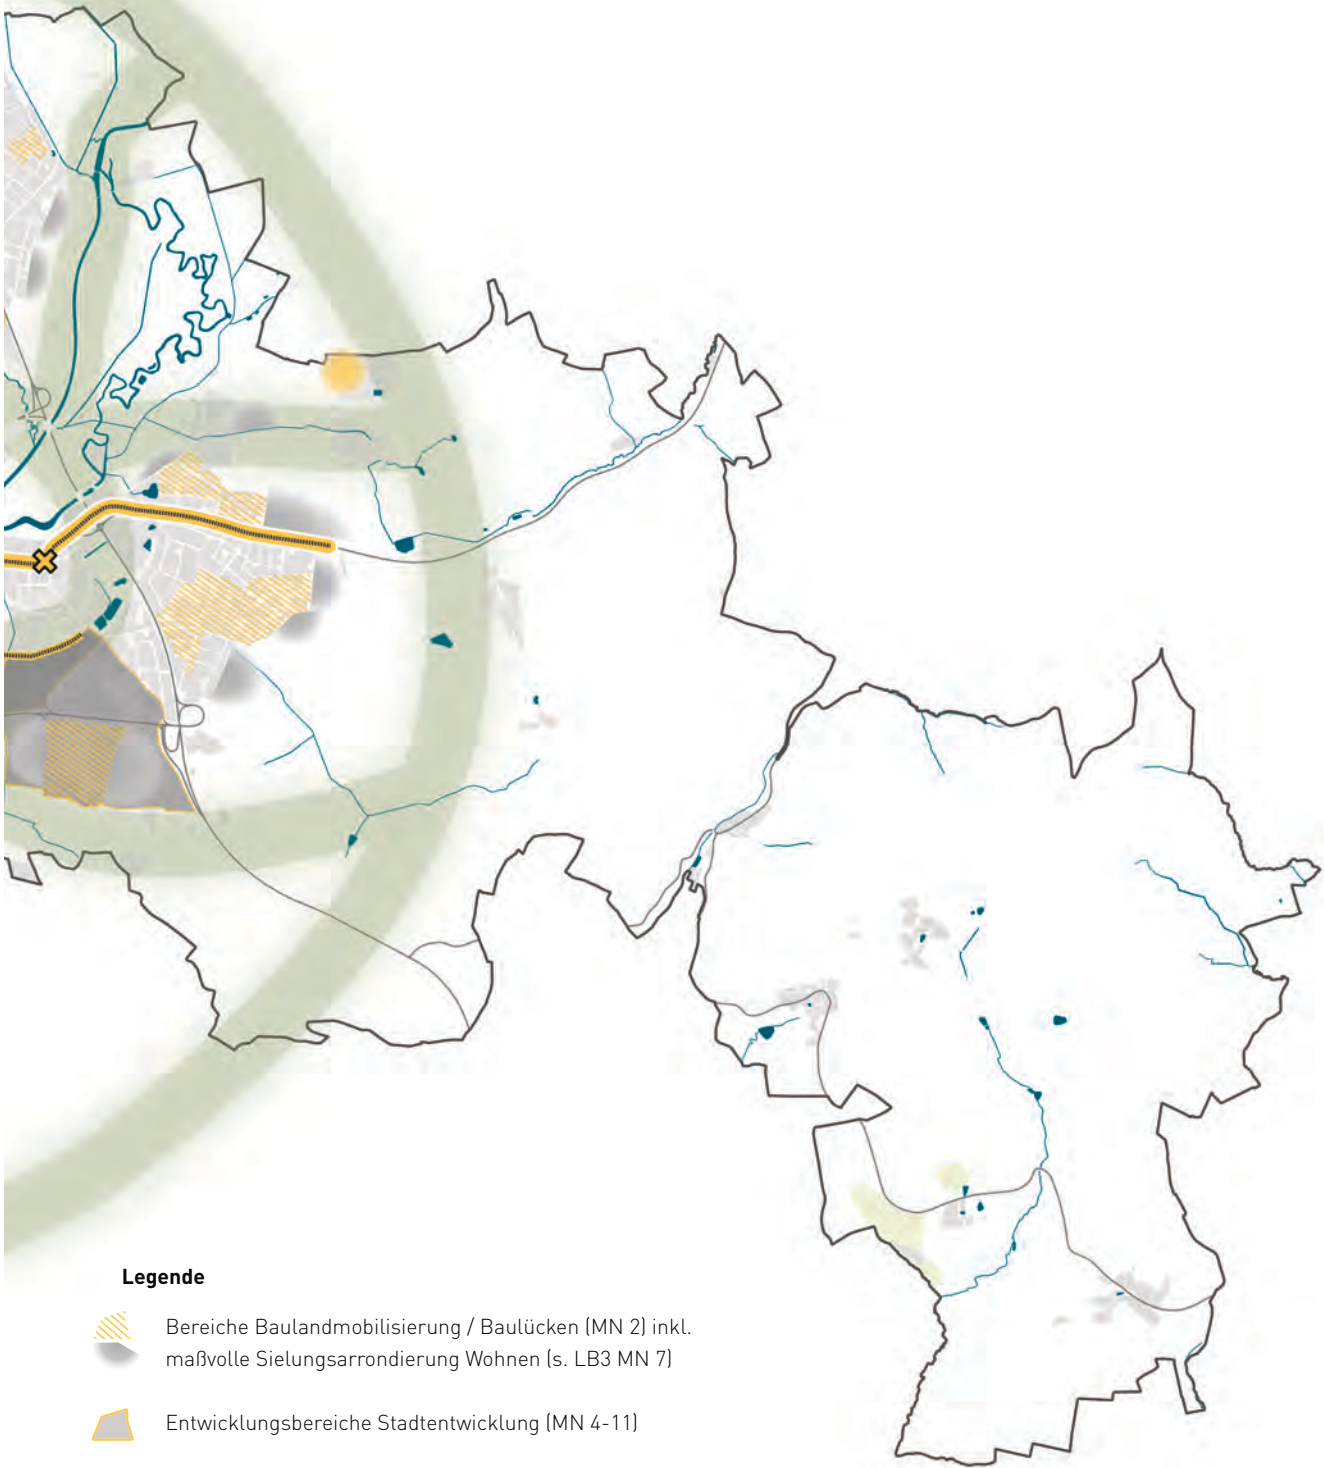 Legende
Bereiche Baulandmobilisierung / Baulücken (MN 2) inkl.
maßvolle Sielungsarrondierung Wohnen (s. LB3 MN 7)
Entwicklungsbereiche Stadtentwicklung (MN 4-11)